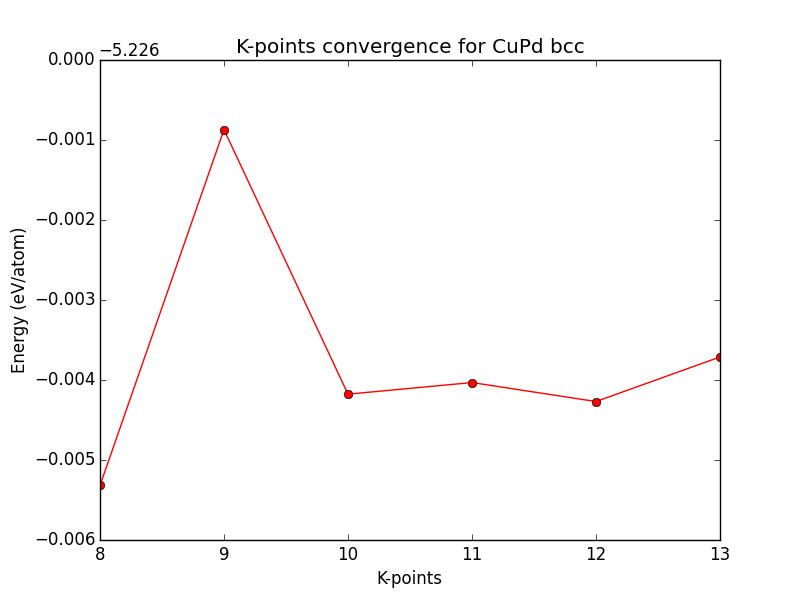 −5.226
K-points convergence for CuPd bcc
0.000
−0.001
−0.002
−0.003
−0.004
−0.005
−0.006
Energy (eV/atom)
8 9 10 11 12 13
K-points